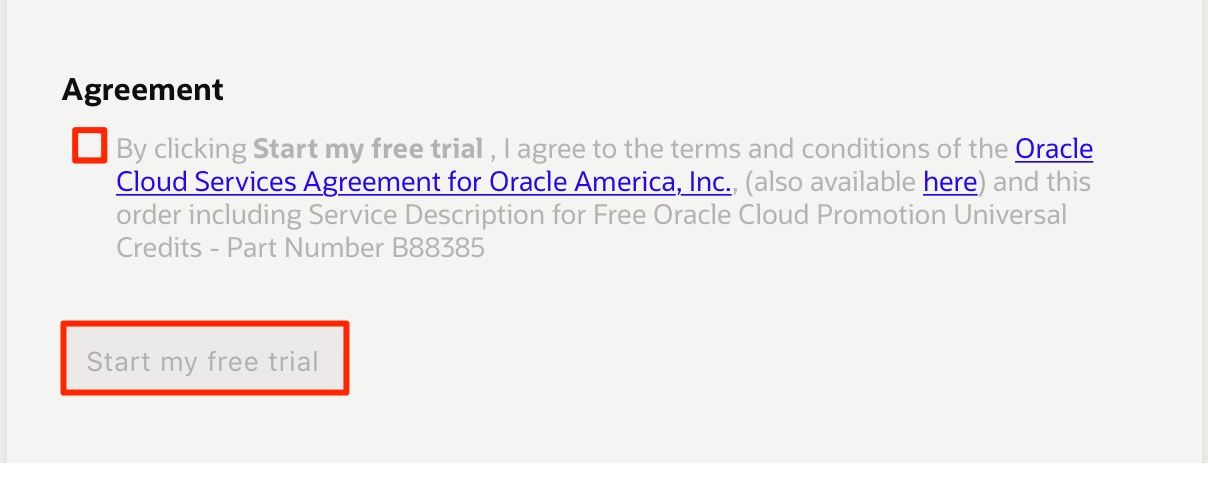 Agreement
By clicking Start my free trial , I agree to the terms and conditions of the Oracle
Cloud Services Agreement for Oracle America, Inc., (also available here) and this
order including Service Description for Free Oracle Cloud Promotion Universal
Credits - Part Number B88385
Start my free trial